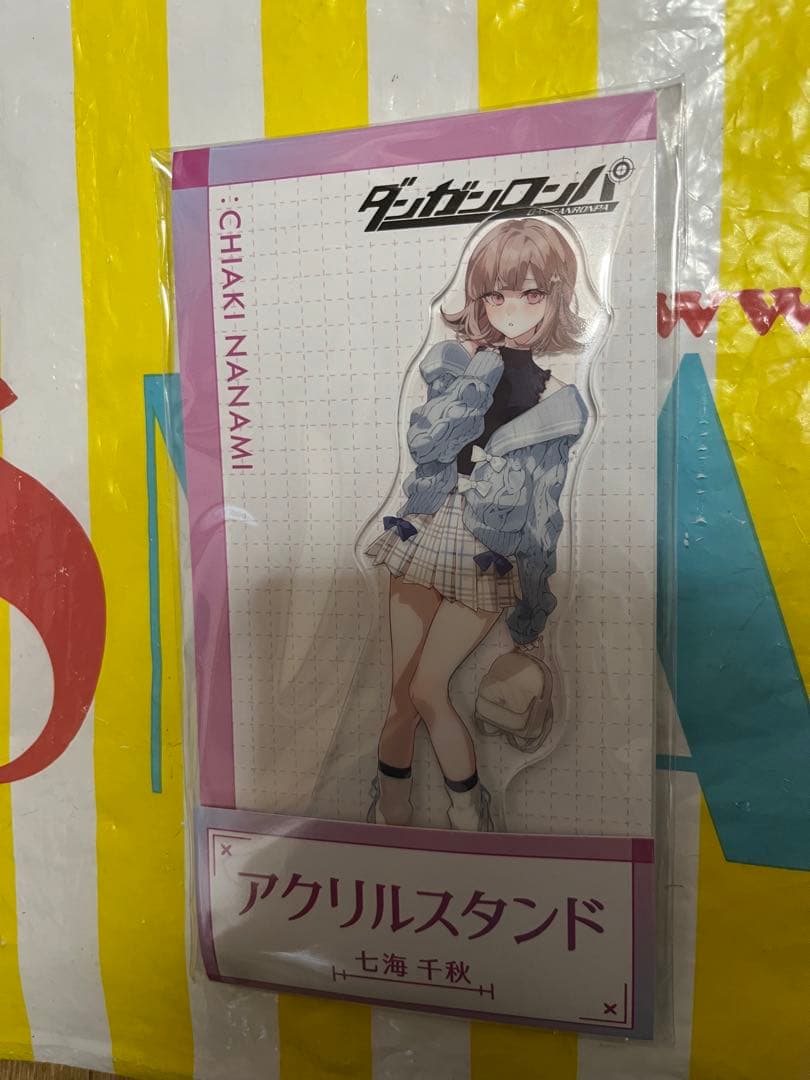 ダンガンロンパ
DANGANRONPA
:CHIAKI NANAMI
ww
アクリルスタンド
七海 千秋